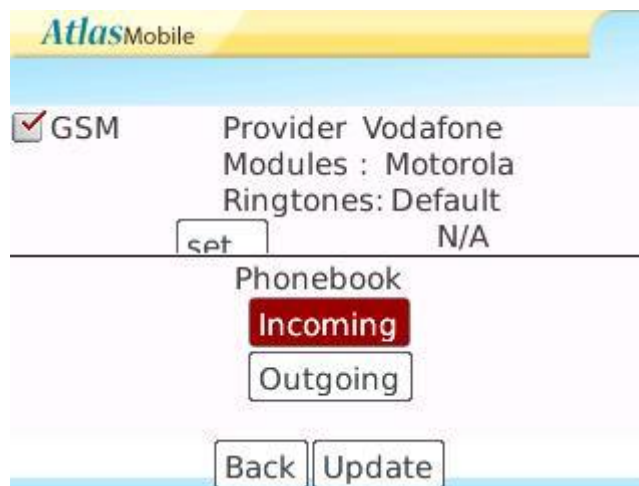 AtlasMobile
GSM Provider Vodafone
Modules : Motorola
Ringtones: Default
set N/A
Phonebook
Incoming
Outgoing
Back Update